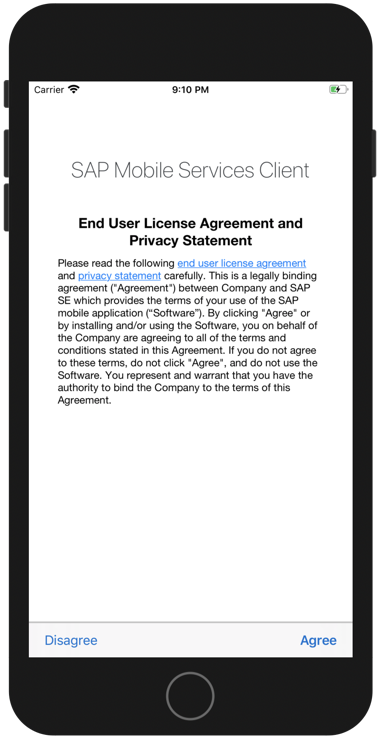 Carrier 9:10 PM
SAP Mobile Services Client
End User License Agreement and
Privacy Statement
Please read the following end user license agreement
and privacy statement carefully. This is a legally binding
agreement ("Agreement") between Company and SAP
SE which provides the terms of your use of the SAP
mobile application (“Software”). By clicking "Agree" or
by installing and/or using the Software, you on behalf of
the Company are agreeing to all of the terms and
conditions stated in this Agreement. If you do not agree
to these terms, do not click "Agree", and do not use the
Software. You represent and warrant that you have the
authority to bind the Company to the terms of this
Agreement.
Disagree Agree